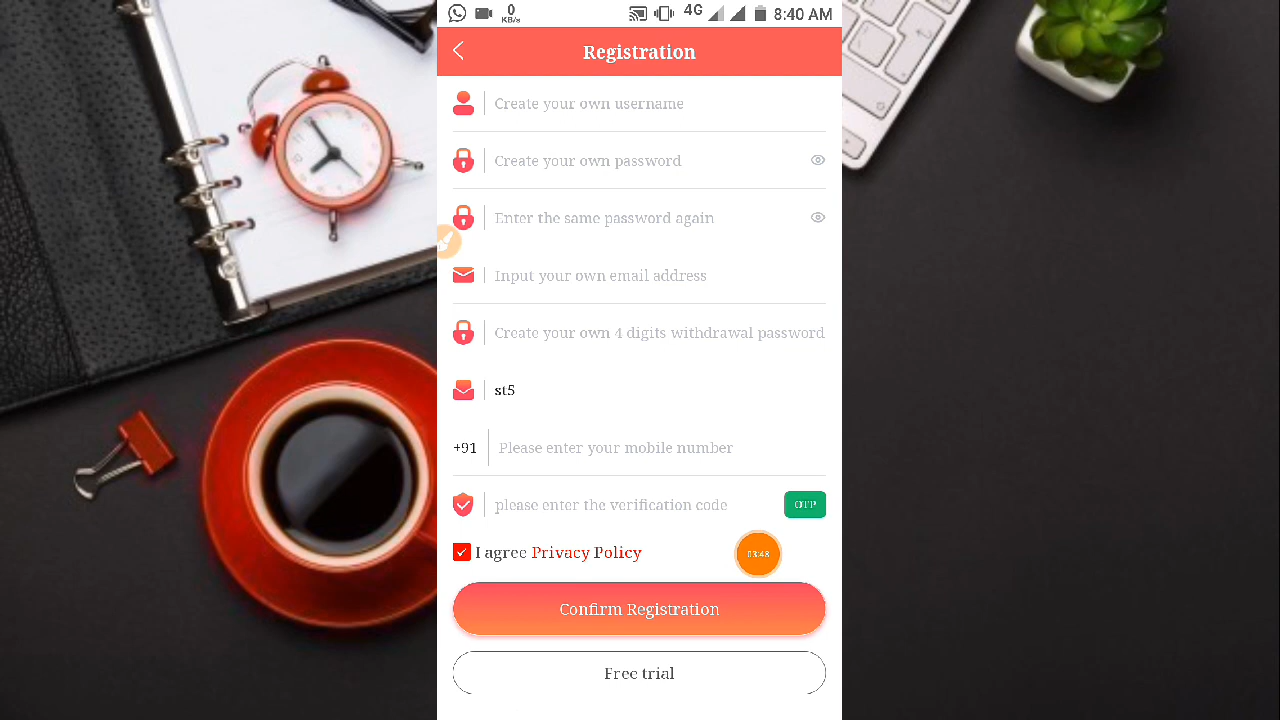 0
KB/s
4G
8:40 AM
Registration
Create your own username
Create your own password
Enter the same password again
Input your own email address
Create your own 4 digits withdrawal password
st5
+91 Please enter your mobile number
please enter the verification code OTP
I agree Privacy Policy
03:48
Confirm Registration
Free trial